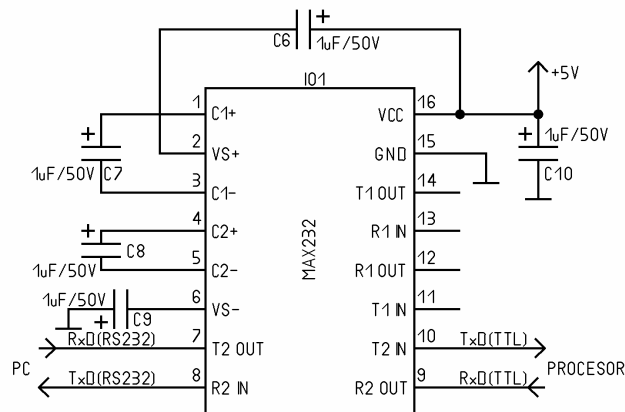 C6
1uF/50V
IO1
+5V
1 C1+
VCC 16
2 VS+
GND 15
1uF/50V
C10
1uF/50V C7
3 C1-
T1 OUT 14
4 C2+
R1 IN 13
C8
1uF/50V
5 C2-
R1 OUT 12
MAX232
1uF/50V
C9
6 VS-
T1 IN 11
RxD(RS232)
7 T2 OUT
T2 IN 10
TxD(TTL)
PC
PROCESOR
TxD(RS232)
8 R2 IN
R2 OUT 9
RxD(TTL)